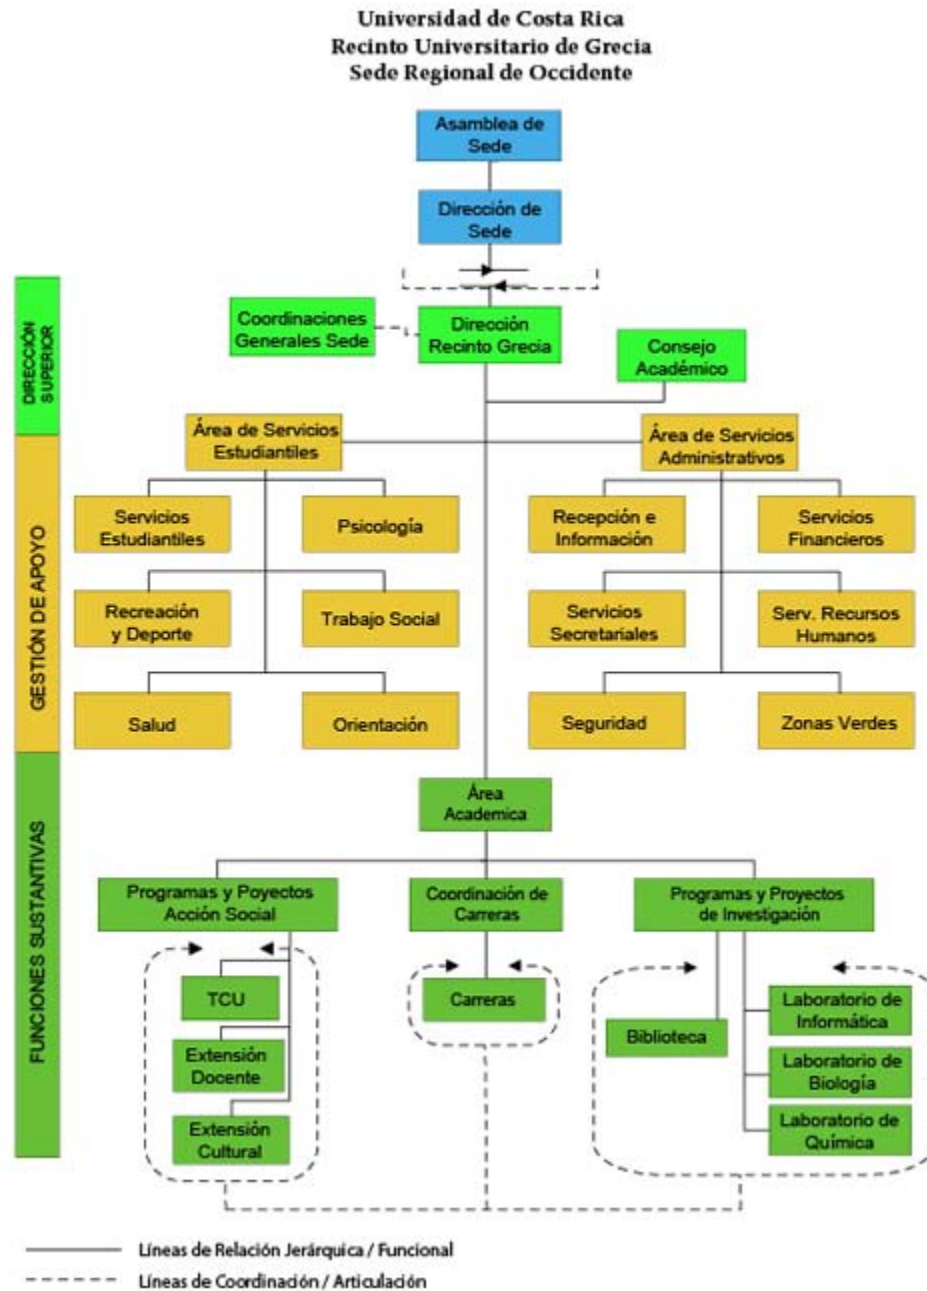 Universidad de Costa Rica
Recinto Universitario de Grecia
Sede Regional de Occidente
Asamblea de
Sede
Dirección de
Sede
DIRECCIÓN
SUPERIOR
Coordinaciones
Generales Sede
Dirección
Recinto Grecia
Consejo
Académico
GESTIÓN DE APOYO
Área de Servicios
Estudiantiles
Área de Servicios
Administrativos
Servicios
Estudiantiles
Psicología
Recepción e
Información
Servicios
Financieros
Recreación
y Deporte
Trabajo Social
Servicios
Secretariales
Serv. Recursos
Humanos
Salud
Orientación
Seguridad
Zonas Verdes
FUNCIONES SUSTANTIVAS
Área
Academica
Programas y Poyectos
Acción Social
Coordinación de
Carreras
Programas y Proyectos
de Investigación
TCU
Extensión
Docente
Extensión
Cultural
Carreras
Biblioteca
Laboratorio de
Informática
Laboratorio de
Biología
Laboratorio de
Química
Líneas de Relación Jerárquica / Funcional
Líneas de Coordinación / Articulación